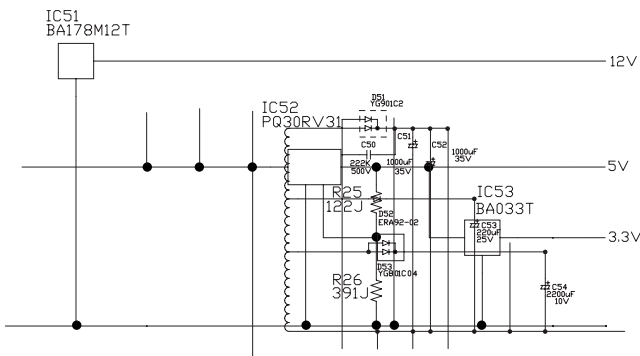 IC51
BA178M12T
12V
D51
YG901C2
IC52
PQ30RV31
C51
C50
C52
222K
500V
1000uF
35V
1000uF
35V
5V
R25
122J
IC53
BA033T
D52
ERA92-02
C53
220uF
25V
3.3V
D53
YG801C04
R26
391J
C54
2200uF
10V